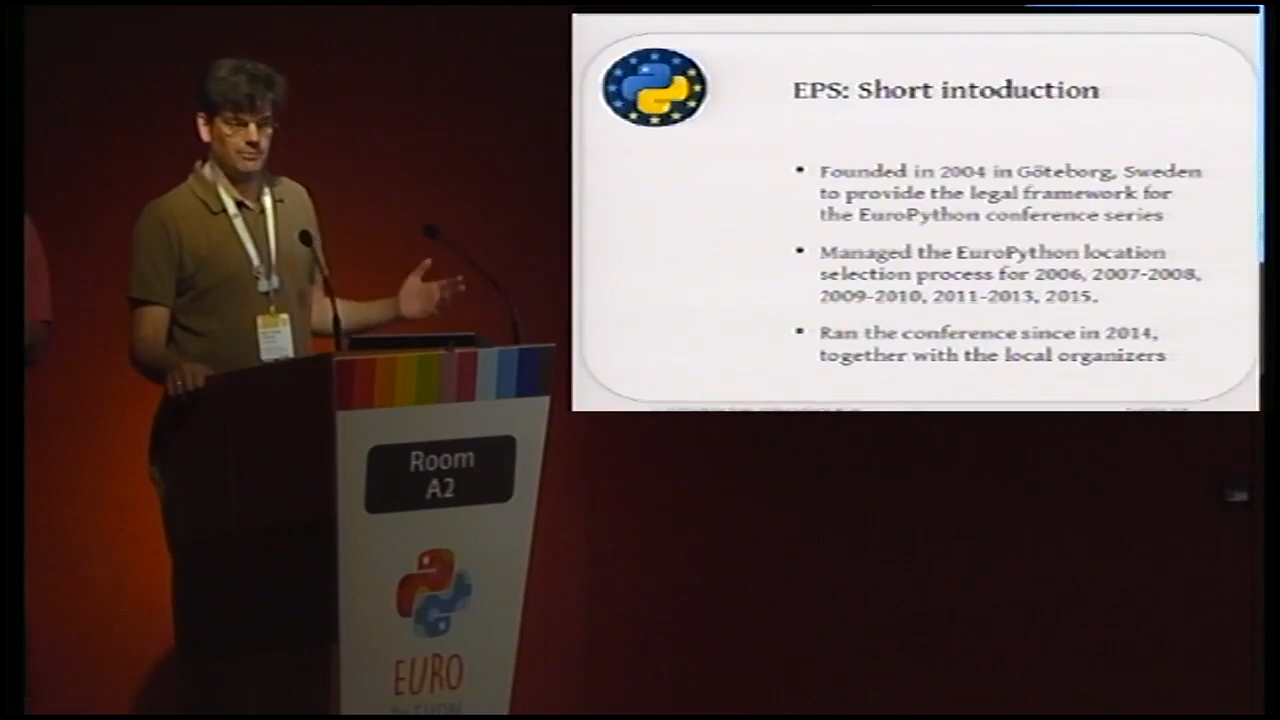 EPS: Short intoduction
• Founded in 2004 in Göteborg, Sweden
to provide the legal framework for
the EuroPython conference series
• Managed the EuroPython location
selection process for 2006, 2007-2008,
2009-2010, 2011-2013, 2015.
• Ran the conference since in 2014,
together with the local organizers
Room
A2
EURO
PYTHON